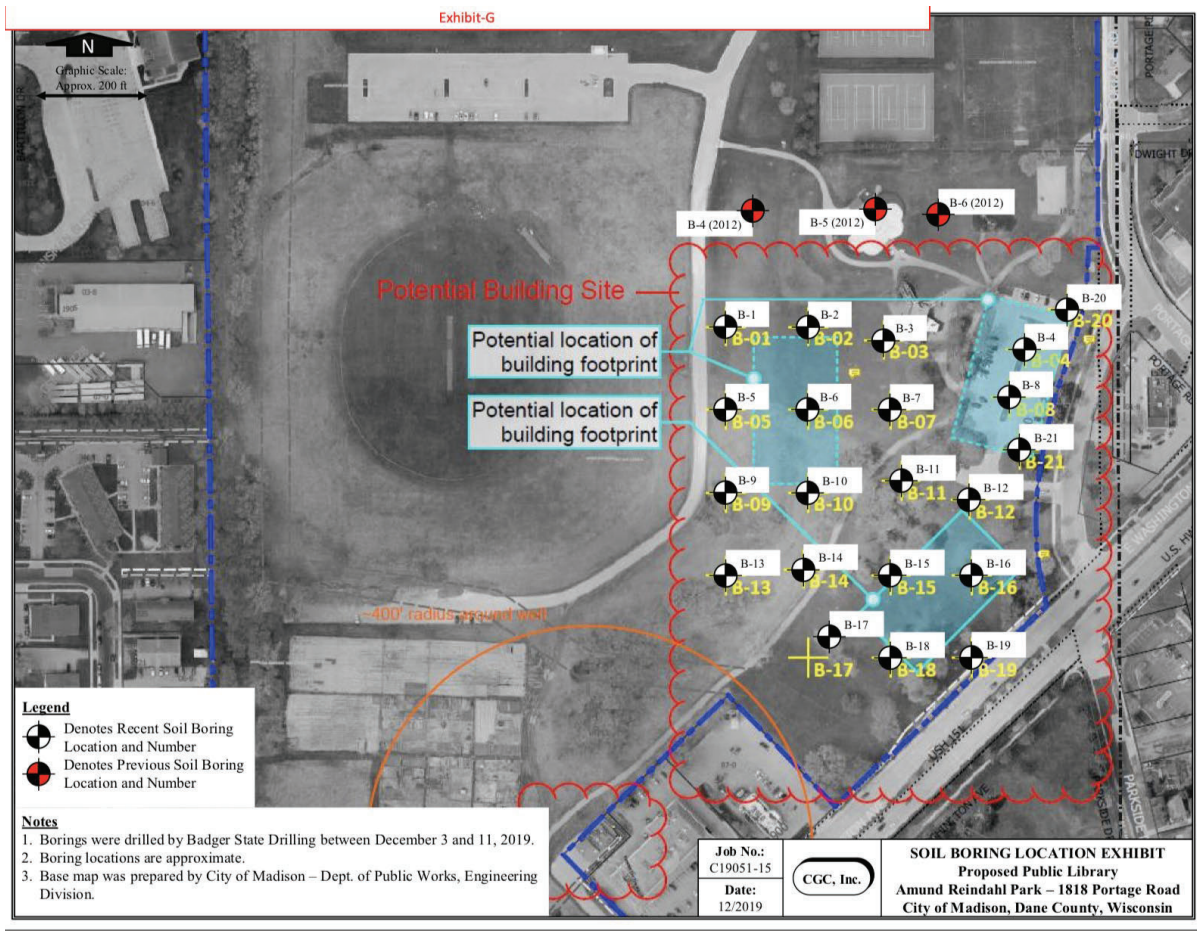 Exhibit-G
N
Graphic Scale:
Approx. 200 ft
PORTAGE RD
DWIGHT DR
B-4 (2012)
B-5 (2012)
B-6 (2012)
Potential Building Site
Potential location of
building footprint
Potential location of
building footprint
B-1
B-01
B-2
B-02
B-3
B-03
B-20
B-20
B-4
B-04
B-5
B-05
B-6
B-06
B-7
B-07
B-8
B-08
B-21
B-21
B-9
B-09
B-10
B-10
B-11
B-11
B-12
B-12
B-13
B-13
B-14
B-14
B-15
B-15
B-16
B-16
B-17
B-17
B-18
B-18
B-19
B-19
~400' radius around well
WASHINGTON
U.S. HW
USH 151
PARKSIDE
Legend
Denotes Recent Soil Boring
Location and Number
Denotes Previous Soil Boring
Location and Number
Notes
1. Borings were drilled by Badger State Drilling between December 3 and 11, 2019.
2. Boring locations are approximate.
3. Base map was prepared by City of Madison – Dept. of Public Works, Engineering
Division.
Job No.:
C19051-15
Date:
12/2019
CGC, Inc.
SOIL BORING LOCATION EXHIBIT
Proposed Public Library
Amund Reindahl Park – 1818 Portage Road
City of Madison, Dane County, Wisconsin